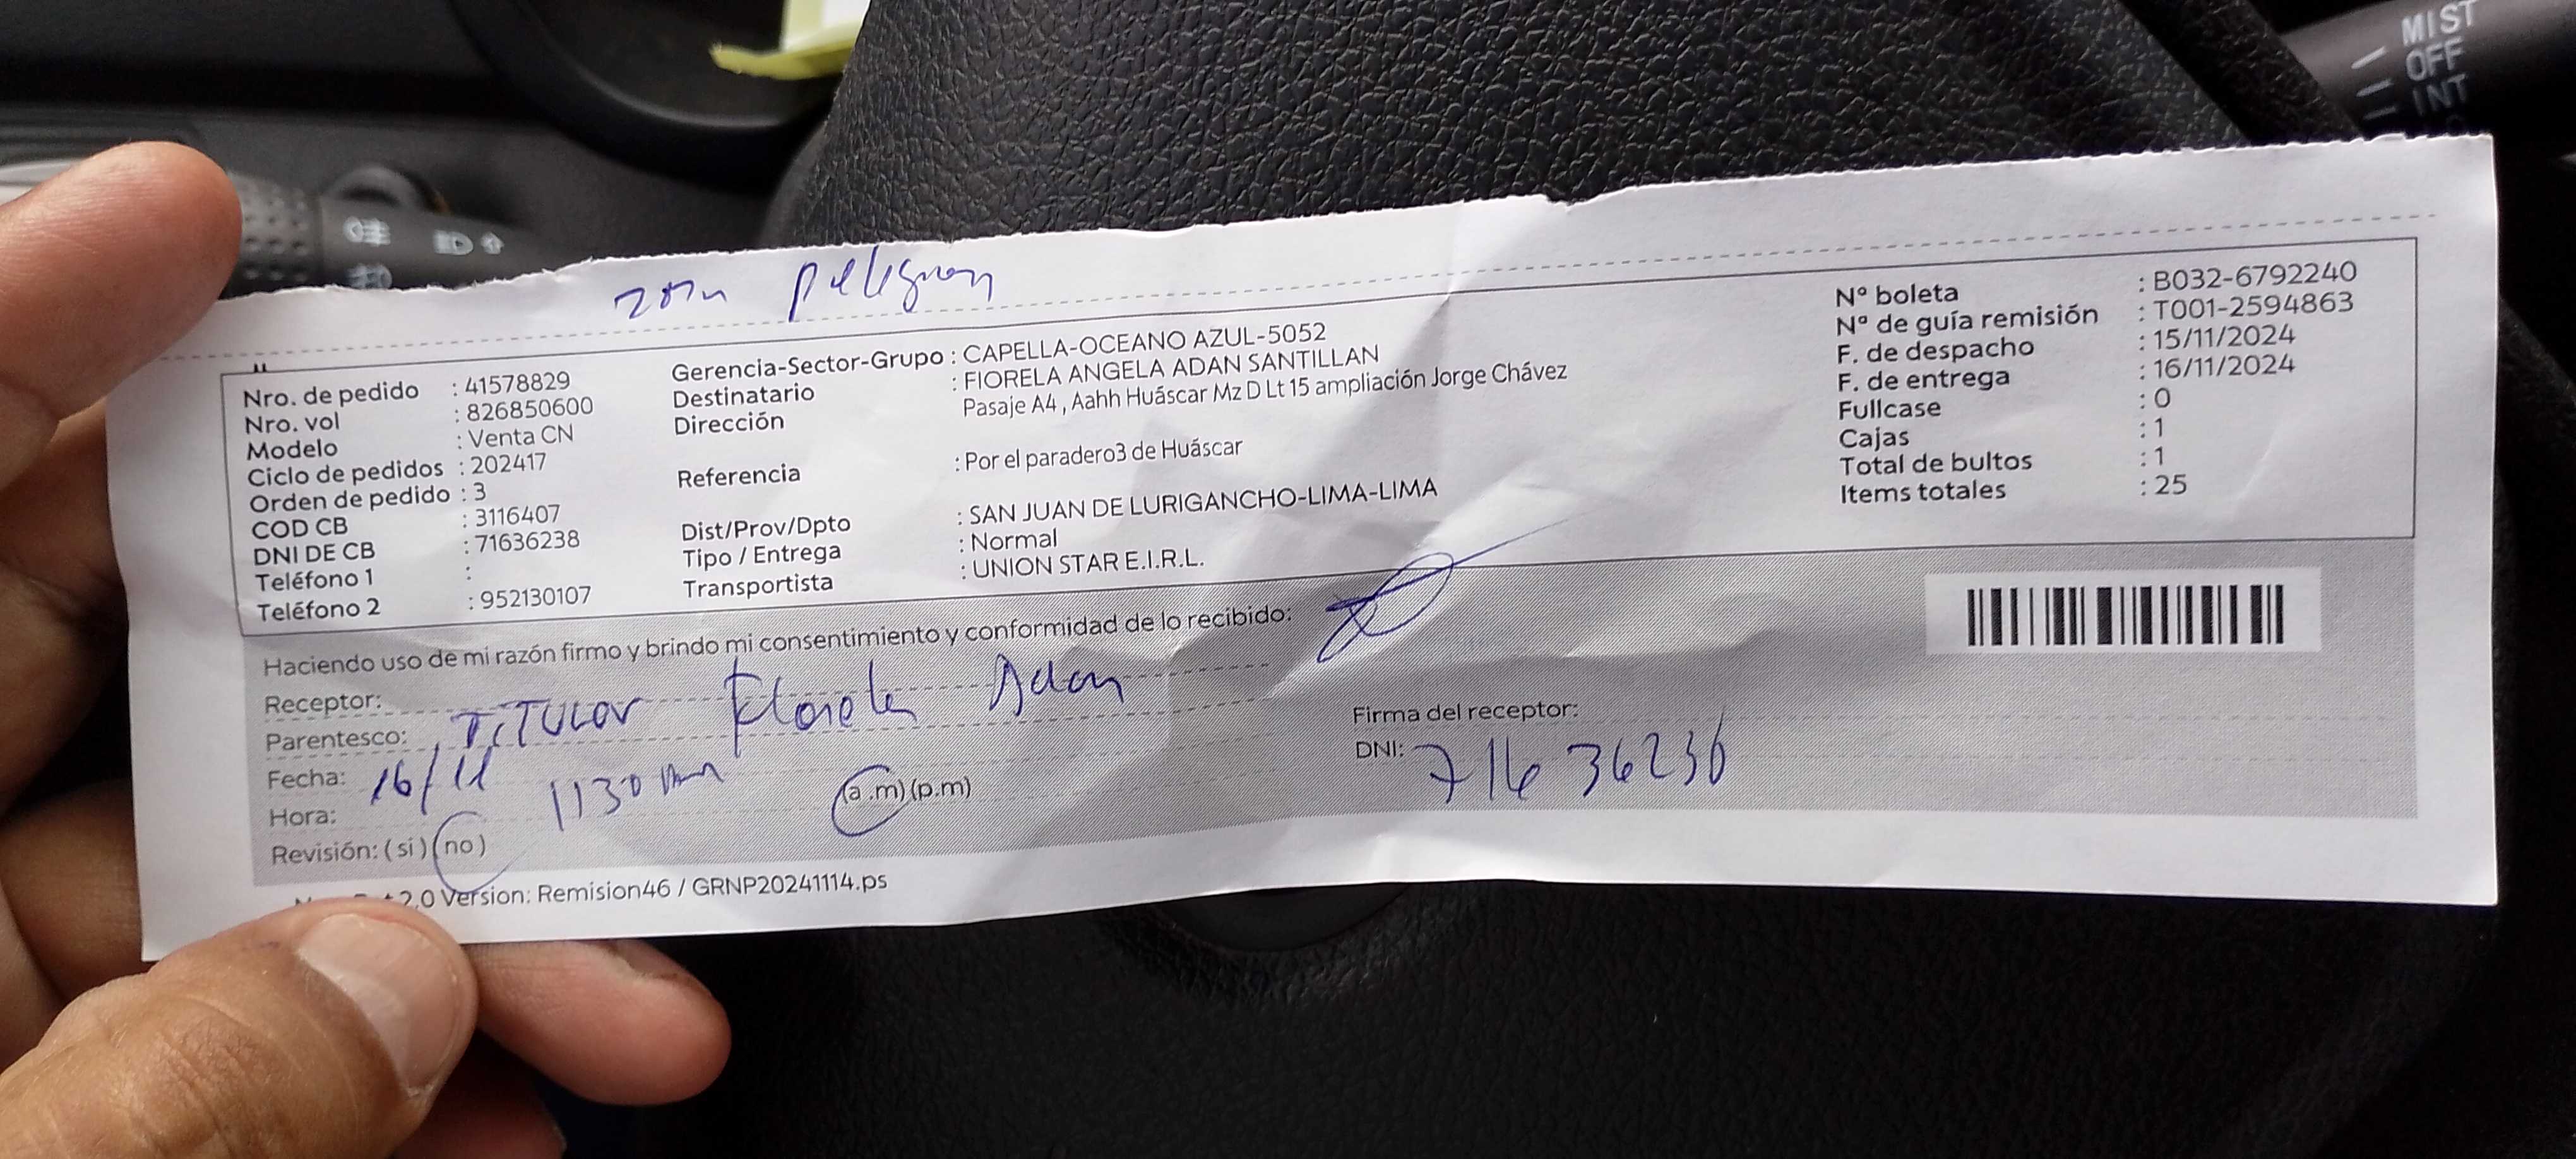 MIST
OFF
INT
zona peligrosa
Nro. de pedido : 41578829
Nro. vol : 826850600
Modelo : Venta CN
Ciclo de pedidos : 202417
Orden de pedido : 3
COD CB : 3116407
DNI DE CB : 71636238
Teléfono 1 :
Teléfono 2 : 952130107
Gerencia-Sector-Grupo : CAPELLA-OCEANO AZUL-5052
Destinatario : FIORELA ANGELA ADAN SANTILLAN
Dirección Pasaje A4 , Aahh Huáscar Mz D Lt 15 ampliación Jorge Chávez
Referencia : Por el paradero3 de Huáscar
Dist/Prov/Dpto : SAN JUAN DE LURIGANCHO-LIMA-LIMA
Tipo / Entrega : Normal
Transportista : UNION STAR E.I.R.L.
N° boleta : B032-6792240
N° de guía remisión : T001-2594863
F. de despacho : 15/11/2024
F. de entrega : 16/11/2024
Fullcase : 0
Cajas : 1
Total de bultos : 1
Items totales : 25
Haciendo uso de mi razón firmo y brindo mi consentimiento y conformidad de lo recibido:
Receptor: Fiorela Adan
Parentesco: TiTULar
Fecha: 16/11
Hora: 1130 am (a.m) (p.m)
Revisión: ( si ) ( no )
Firma del receptor:
DNI: 71636236
2.0 Version: Remision46 / GRNP20241114.ps